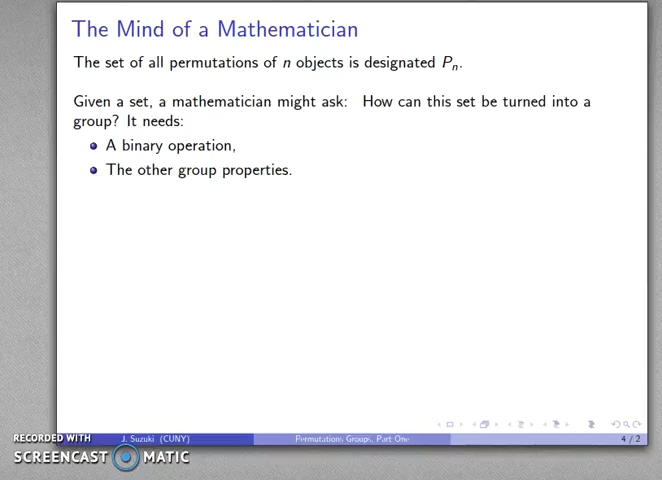 The Mind of a Mathematician
The set of all permutations of n objects is designated Pn.
Given a set, a mathematician might ask: How can this set be turned into a
group? It needs:
A binary operation,
The other group properties.
RECORDED WITH
J. Suzuki (CUNY)
Permutations Groups, Part One
4 / 2
SCREENCAST MATIC